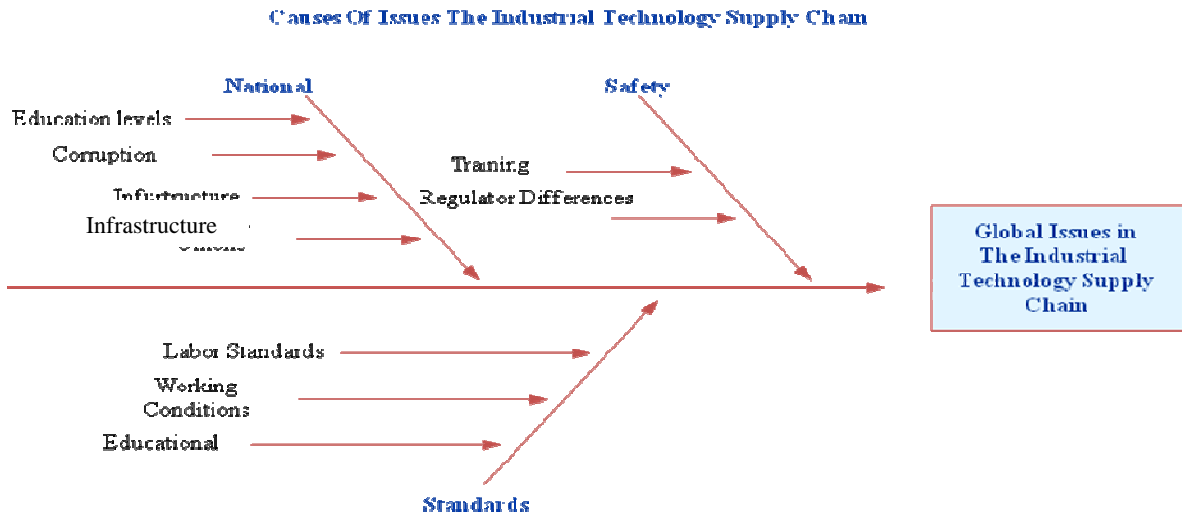 Causes Of Issues The Industrial Technology Supply Chain
National
Safety
Education levels
Corruption
Training
Regulator Differences
Infrastructure
Global Issues in
The Industrial
Technology Supply
Chain
Labor Standards
Working
Conditions
Educational
Standards